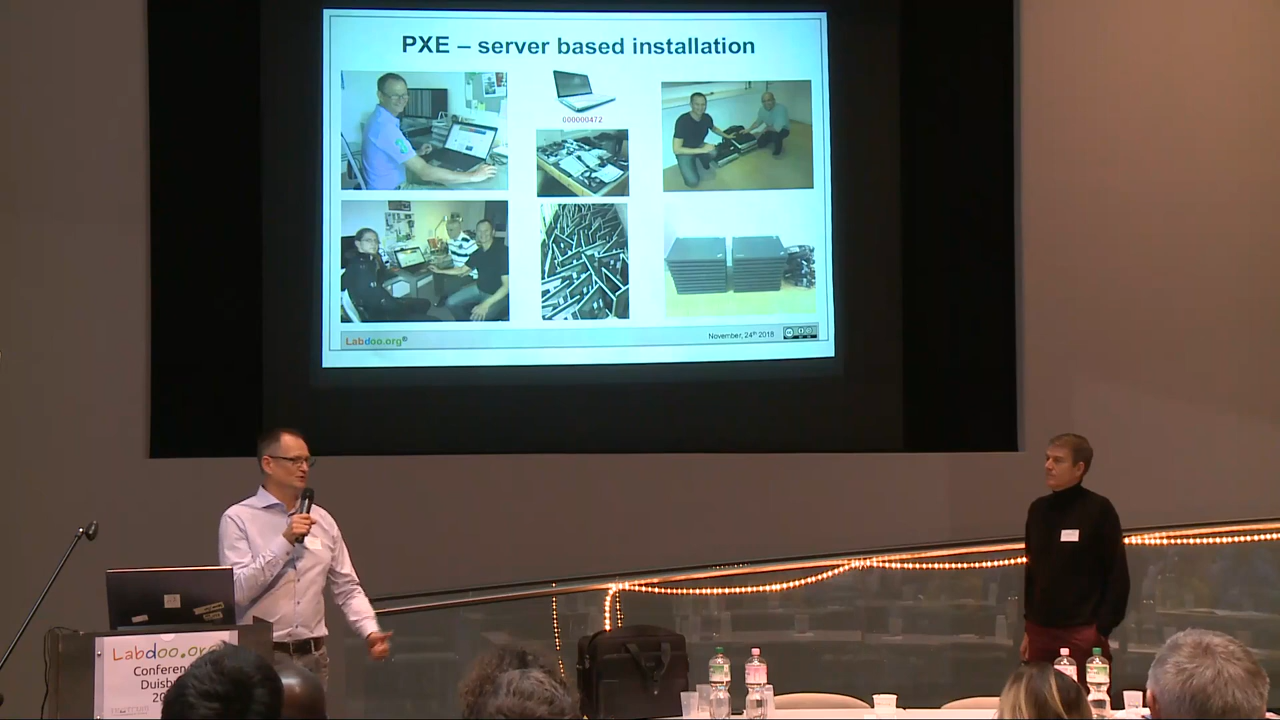 PXE – server based installation
000000472
Labdoo.org®
November, 24th 2018
Labdoo.org
Conferen
Duisb
20